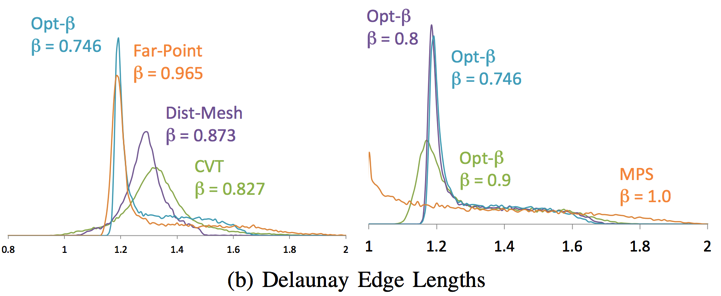 Opt-β
β = 0.746
Far-Point
β = 0.965
Dist-Mesh
β = 0.873
CVT
β = 0.827
0.8 1 1.2 1.4 1.6 1.8 2
Opt-β
β = 0.8
Opt-β
β = 0.746
Opt-β
β = 0.9
MPS
β = 1.0
1 1.2 1.4 1.6 1.8 2
(b) Delaunay Edge Lengths